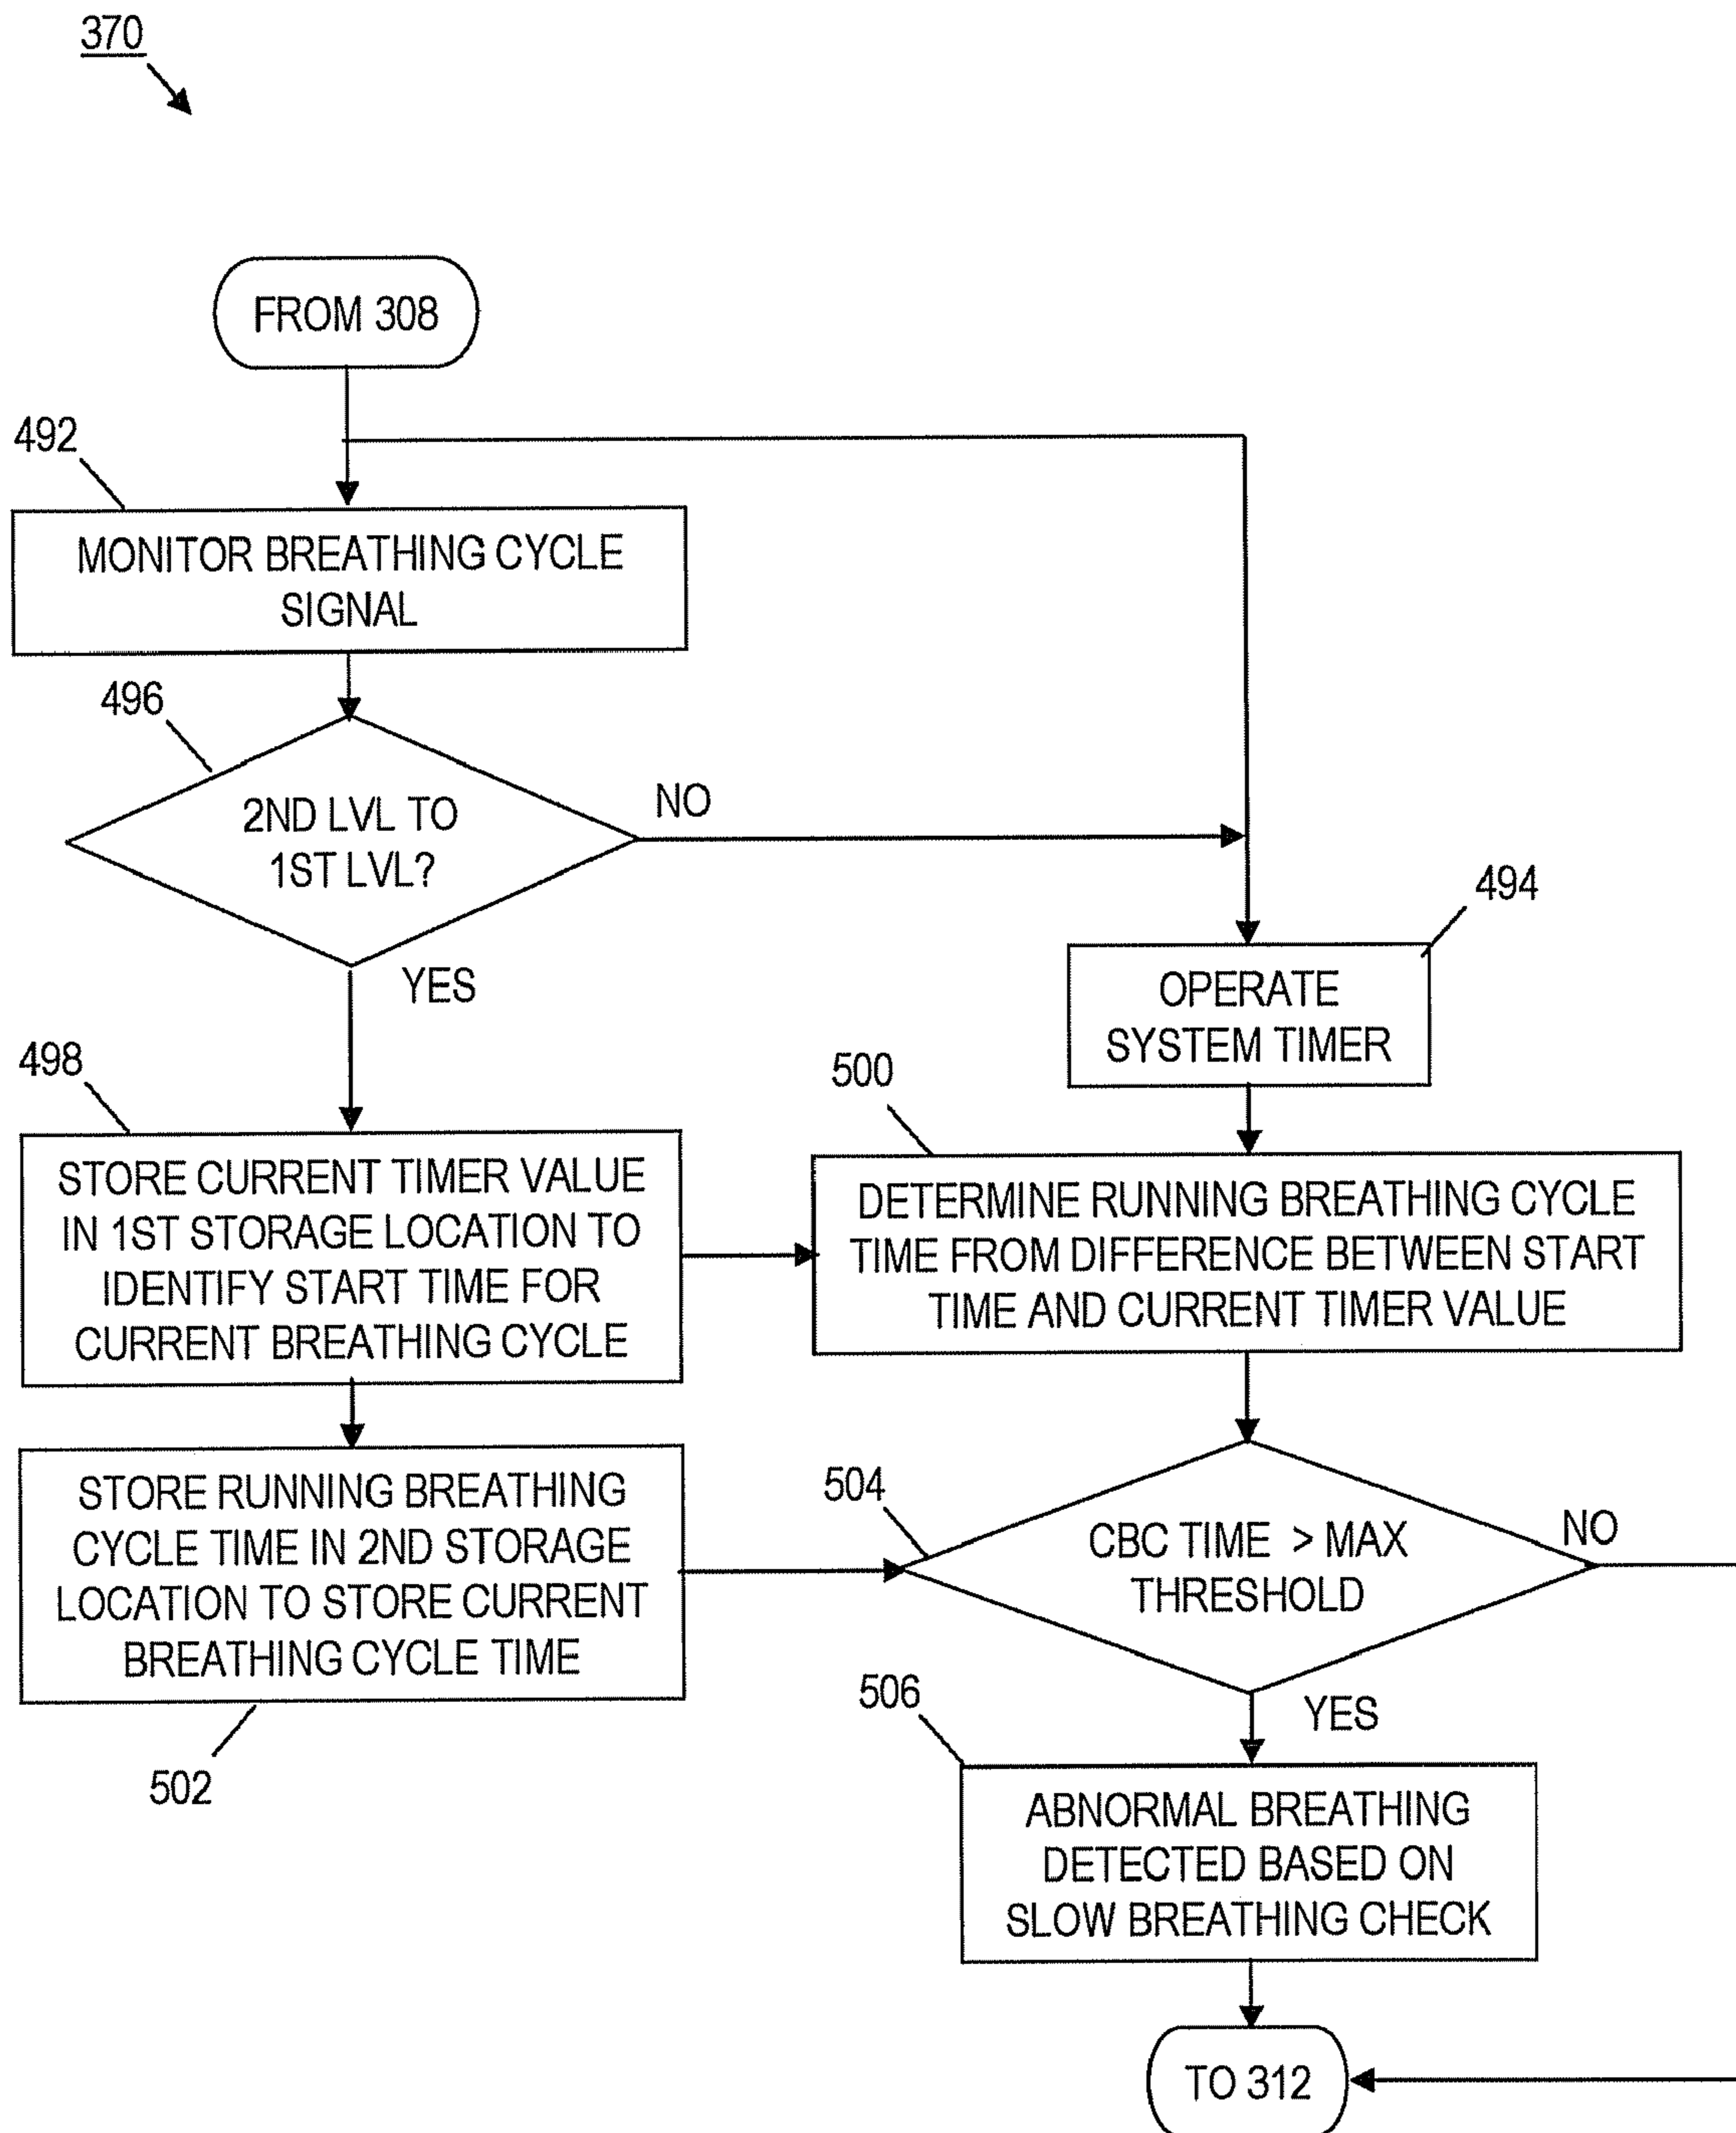 370
FROM 308
492
MONITOR BREATHING CYCLE
SIGNAL
496
2ND LVL TO
1ST LVL?
NO
YES
494
OPERATE
SYSTEM TIMER
498
STORE CURRENT TIMER VALUE
IN 1ST STORAGE LOCATION TO
IDENTIFY START TIME FOR
CURRENT BREATHING CYCLE
500
DETERMINE RUNNING BREATHING CYCLE
TIME FROM DIFFERENCE BETWEEN START
TIME AND CURRENT TIMER VALUE
STORE RUNNING BREATHING
CYCLE TIME IN 2ND STORAGE
LOCATION TO STORE CURRENT
BREATHING CYCLE TIME
502
504
CBC TIME > MAX
THRESHOLD
NO
YES
506
ABNORMAL BREATHING
DETECTED BASED ON
SLOW BREATHING CHECK
TO 312